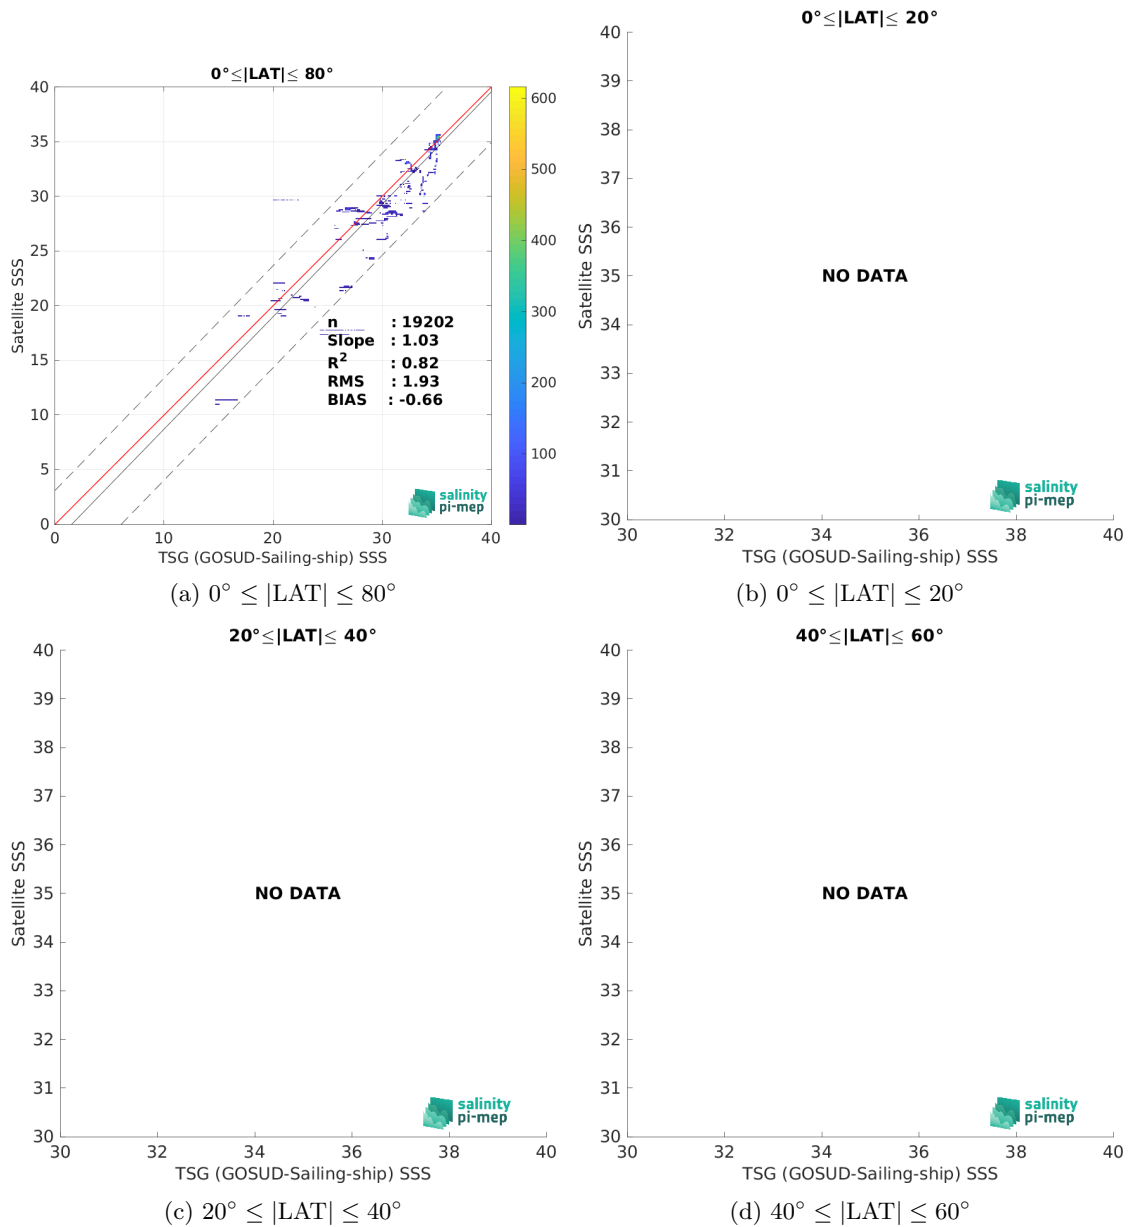 0°≤|LAT|≤ 80°
40
35
30
25
20
15
10
5
0
0
10
20
30
40
Satellite SSS
TSG (GOSUD-Sailing-ship) SSS
n : 19202
Slope : 1.03
R² : 0.82
RMS : 1.93
BIAS : -0.66
600
500
400
300
200
100
salinity
pi-mep
(a) 0° ≤ |LAT| ≤ 80°
0°≤|LAT|≤ 20°
40
39
38
37
36
35
34
33
32
31
30
30
32
34
36
38
40
Satellite SSS
NO DATA
TSG (GOSUD-Sailing-ship) SSS
salinity
pi-mep
(b) 0° ≤ |LAT| ≤ 20°
20°≤|LAT|≤ 40°
40
39
38
37
36
35
34
33
32
31
30
30
32
34
36
38
40
Satellite SSS
NO DATA
TSG (GOSUD-Sailing-ship) SSS
salinity
pi-mep
(c) 20° ≤ |LAT| ≤ 40°
40°≤|LAT|≤ 60°
40
39
38
37
36
35
34
33
32
31
30
30
32
34
36
38
40
Satellite SSS
NO DATA
TSG (GOSUD-Sailing-ship) SSS
salinity
pi-mep
(d) 40° ≤ |LAT| ≤ 60°